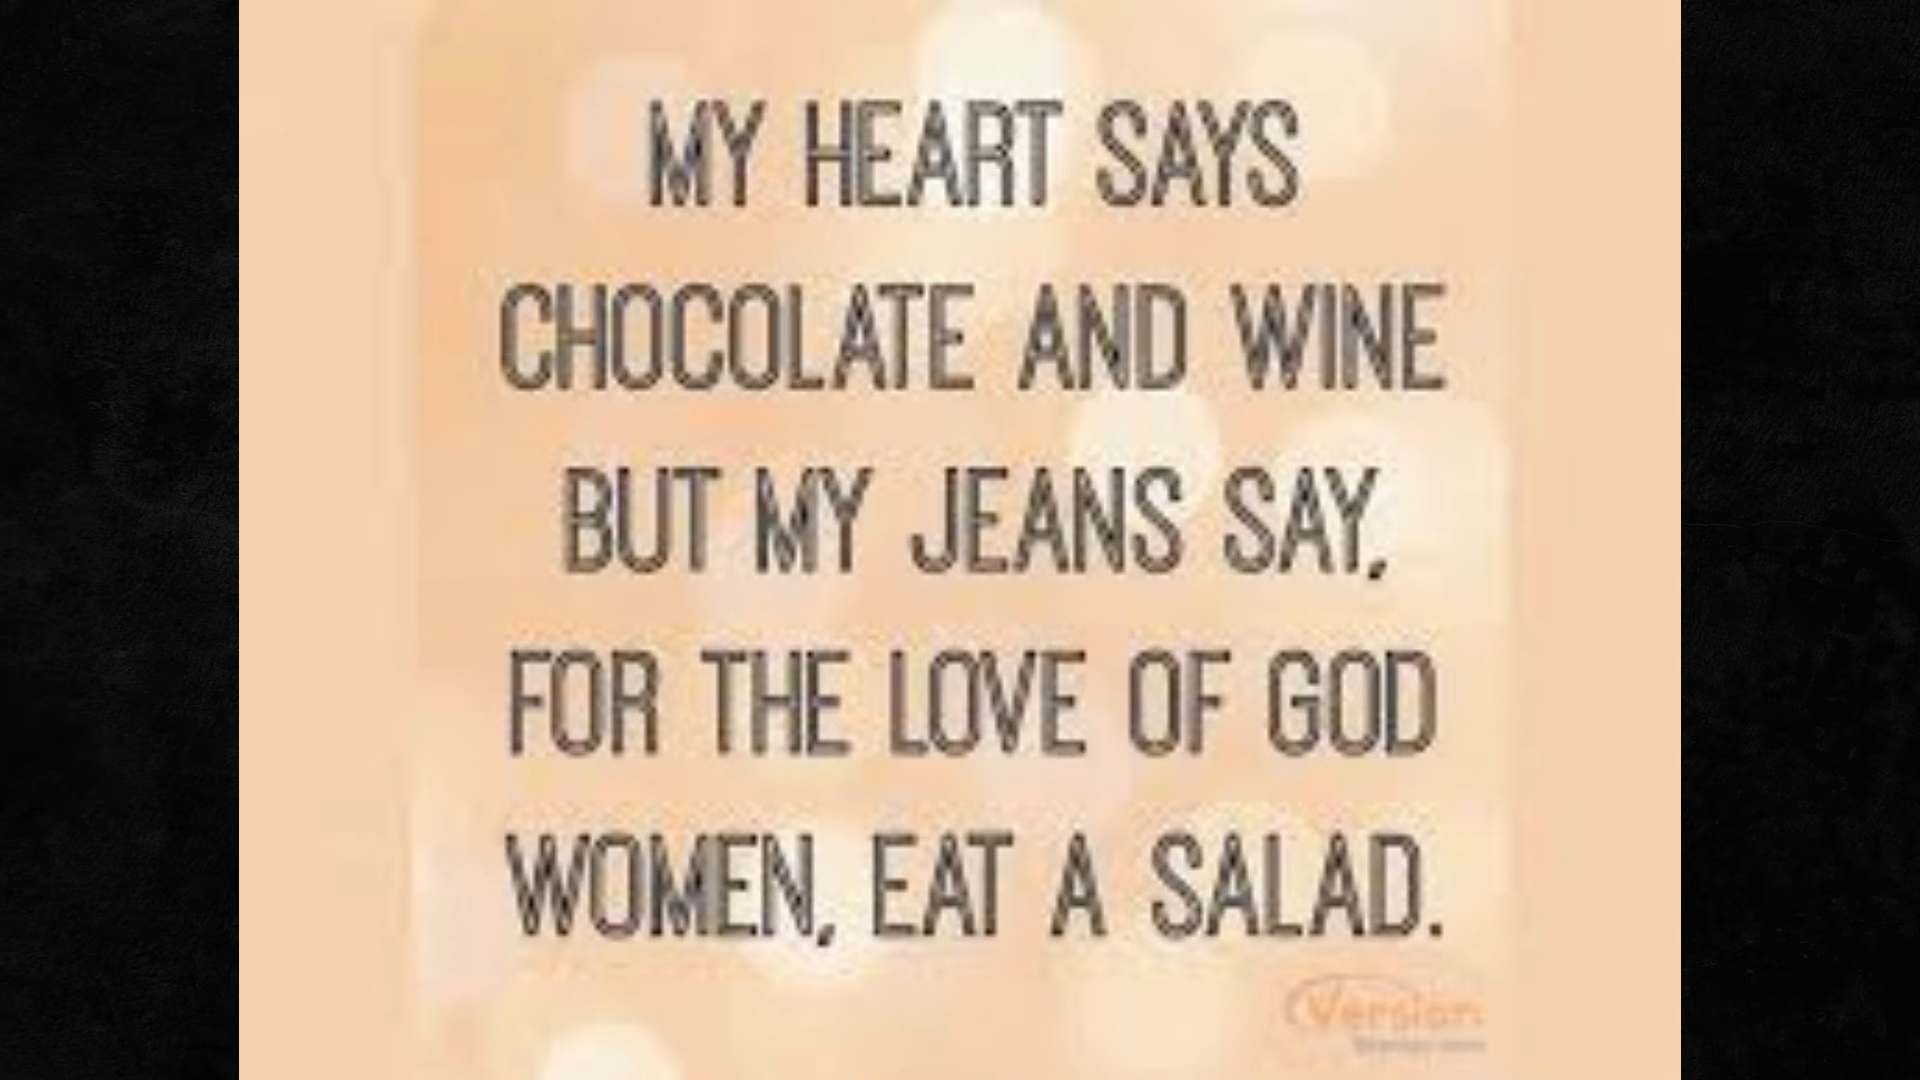 MY HEART SAYS
CHOCOLATE AND WINE
BUT MY JEANS SAY,
FOR THE LOVE OF GOD
WOMEN, EAT A SALAD.
Version